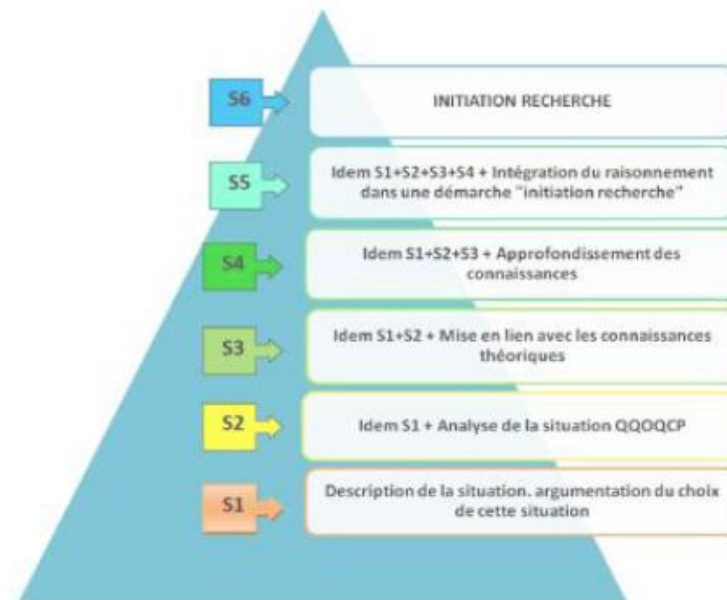 S6
INITIATION RECHERCHE
S5
Idem S1+S2+S3+S4 + Intégration du raisonnement
dans une démarche "initiation recherche"
S4
Idem S1+S2+S3 + Approfondissement des
connaissances
S3
Idem S1+S2 + Mise en lien avec les connaissances
théoriques
S2
Idem S1 + Analyse de la situation QQOQCP
S1
Description de la situation. argumentation du choix
de cette situation